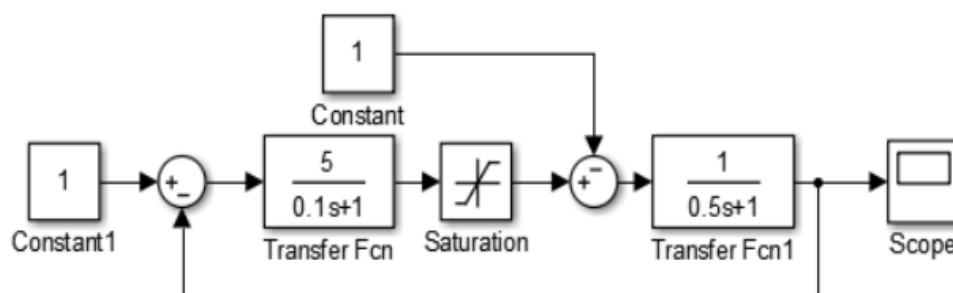 1
Constant
1
Constant1
+
−
5
0.1s+1
Transfer Fcn
Saturation
−
+
1
0.5s+1
Transfer Fcn1
Scope